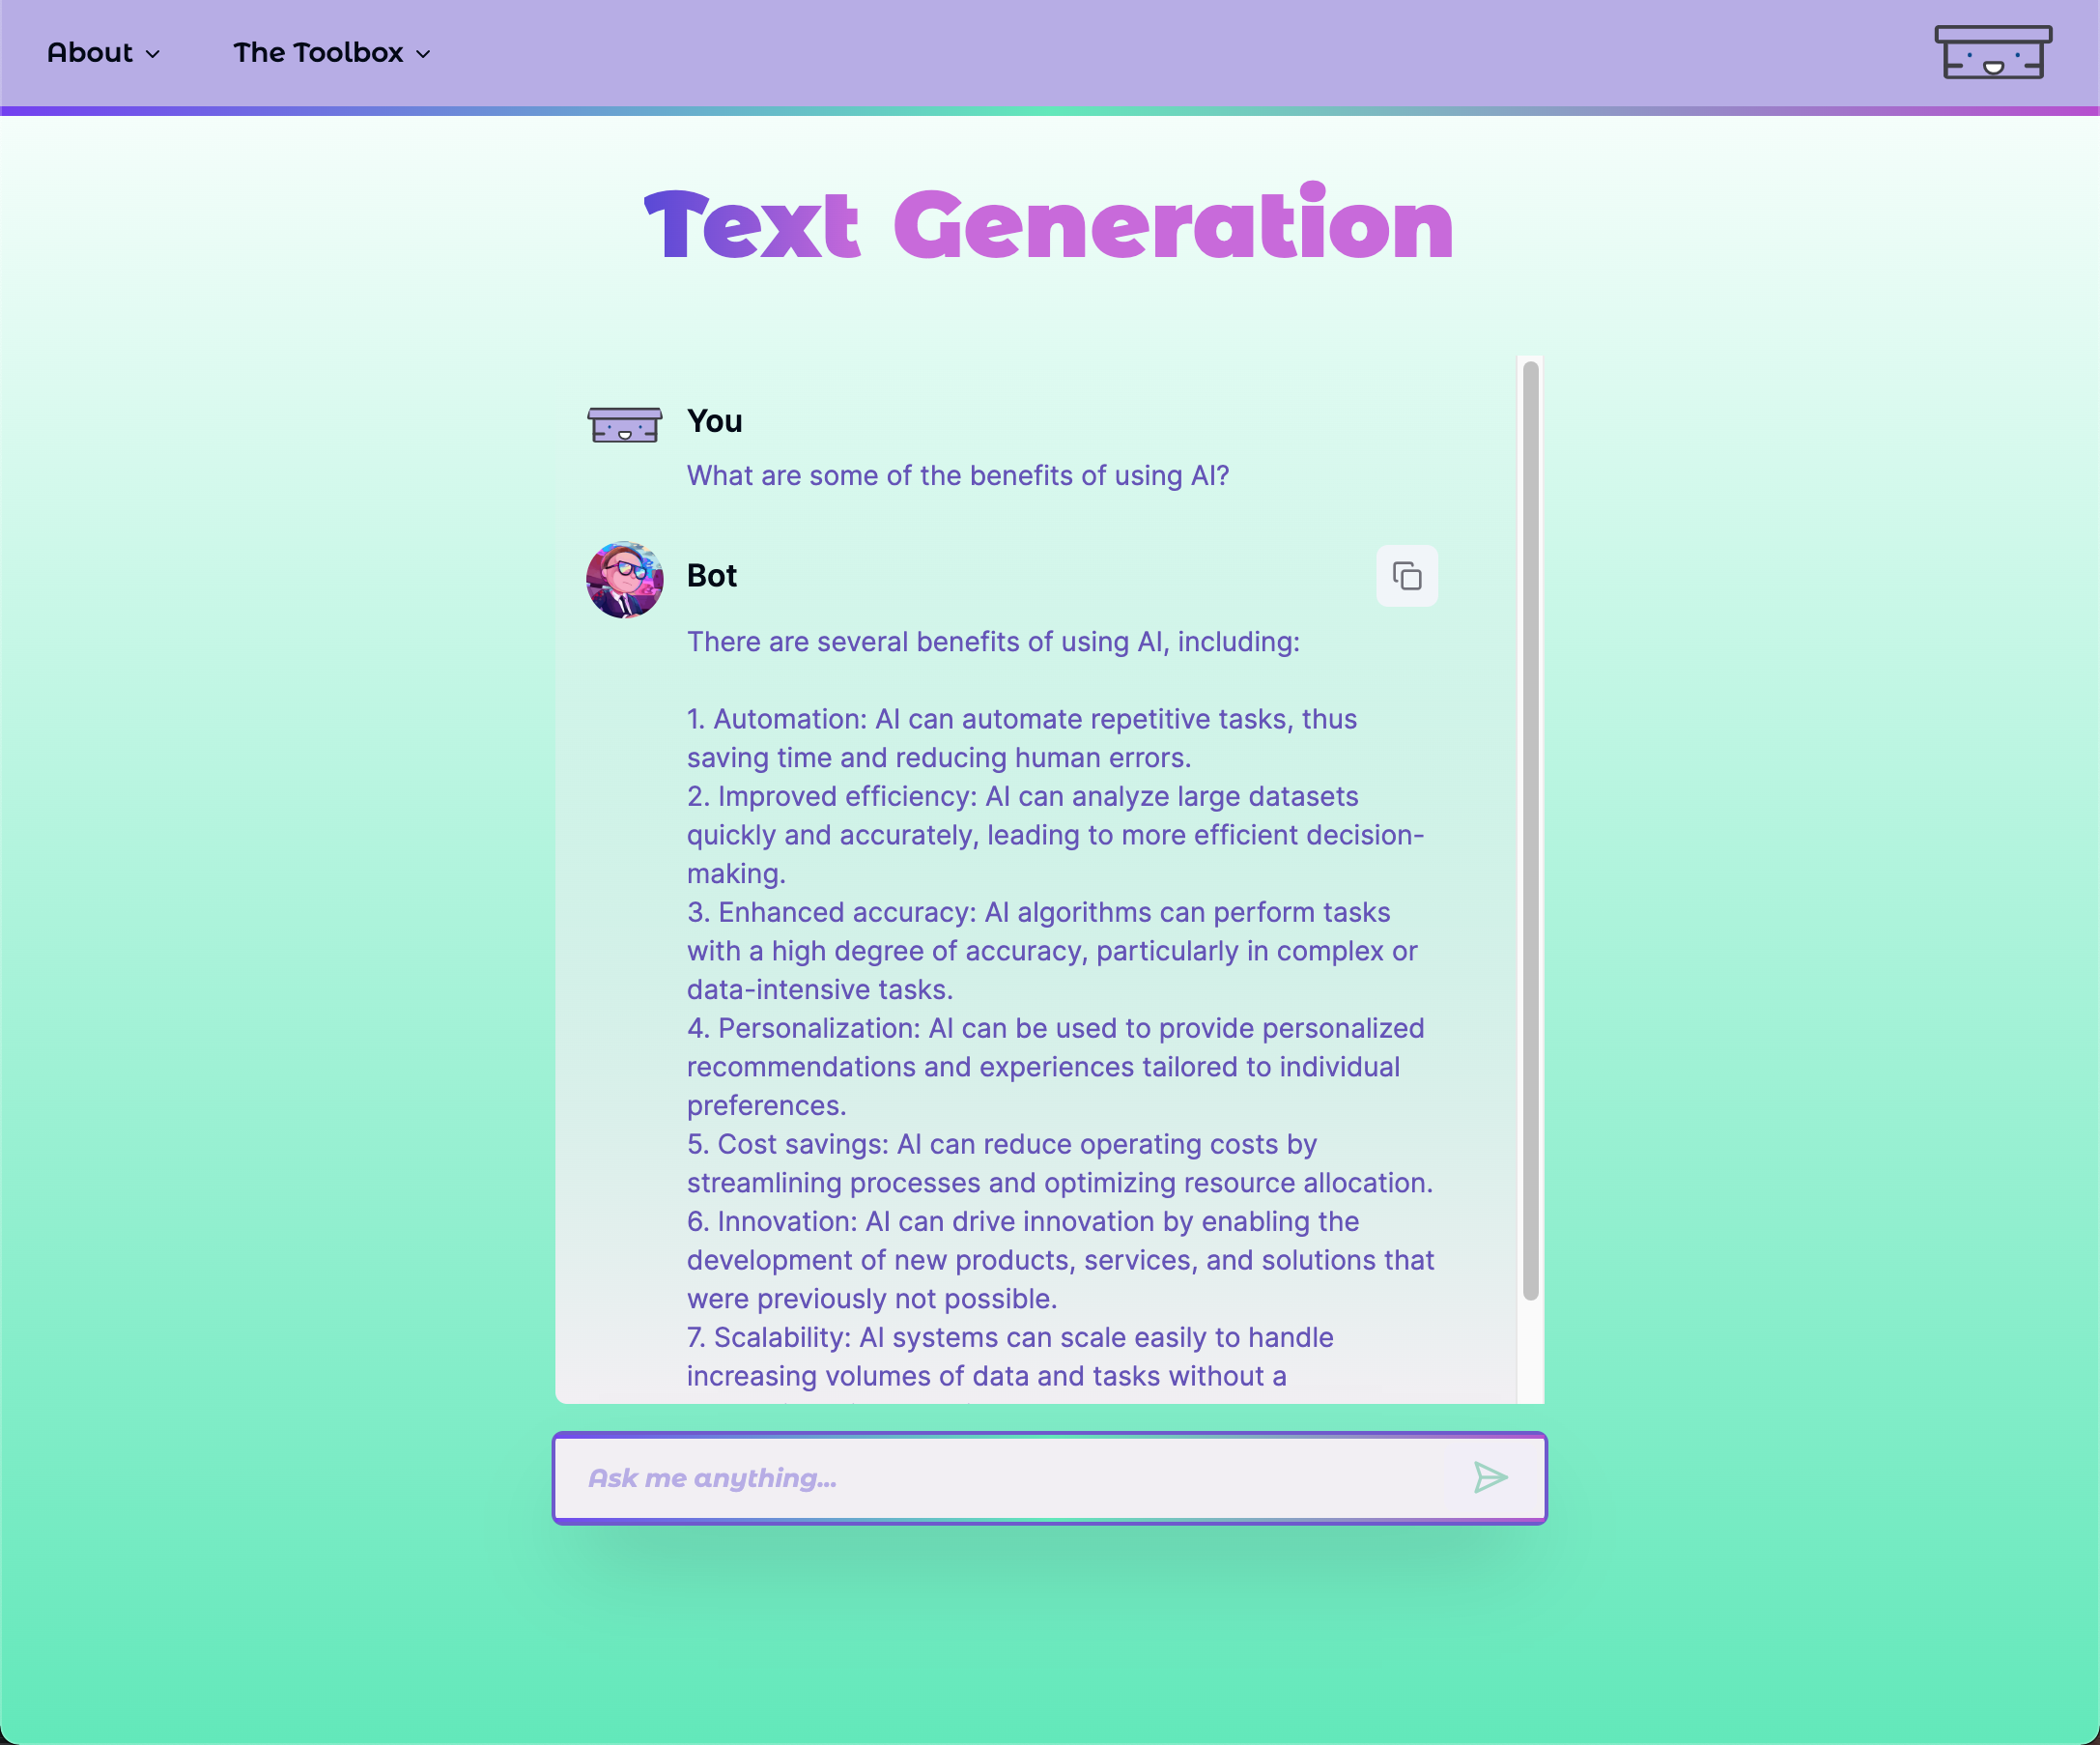 About
The Toolbox
Text Generation
You
What are some of the benefits of using AI?
Bot
There are several benefits of using AI, including:
1. Automation: AI can automate repetitive tasks, thus
saving time and reducing human errors.
2. Improved efficiency: AI can analyze large datasets
quickly and accurately, leading to more efficient decision-
making.
3. Enhanced accuracy: AI algorithms can perform tasks
with a high degree of accuracy, particularly in complex or
data-intensive tasks.
4. Personalization: AI can be used to provide personalized
recommendations and experiences tailored to individual
preferences.
5. Cost savings: AI can reduce operating costs by
streamlining processes and optimizing resource allocation.
6. Innovation: AI can drive innovation by enabling the
development of new products, services, and solutions that
were previously not possible.
7. Scalability: AI systems can scale easily to handle
increasing volumes of data and tasks without a
Ask me anything...